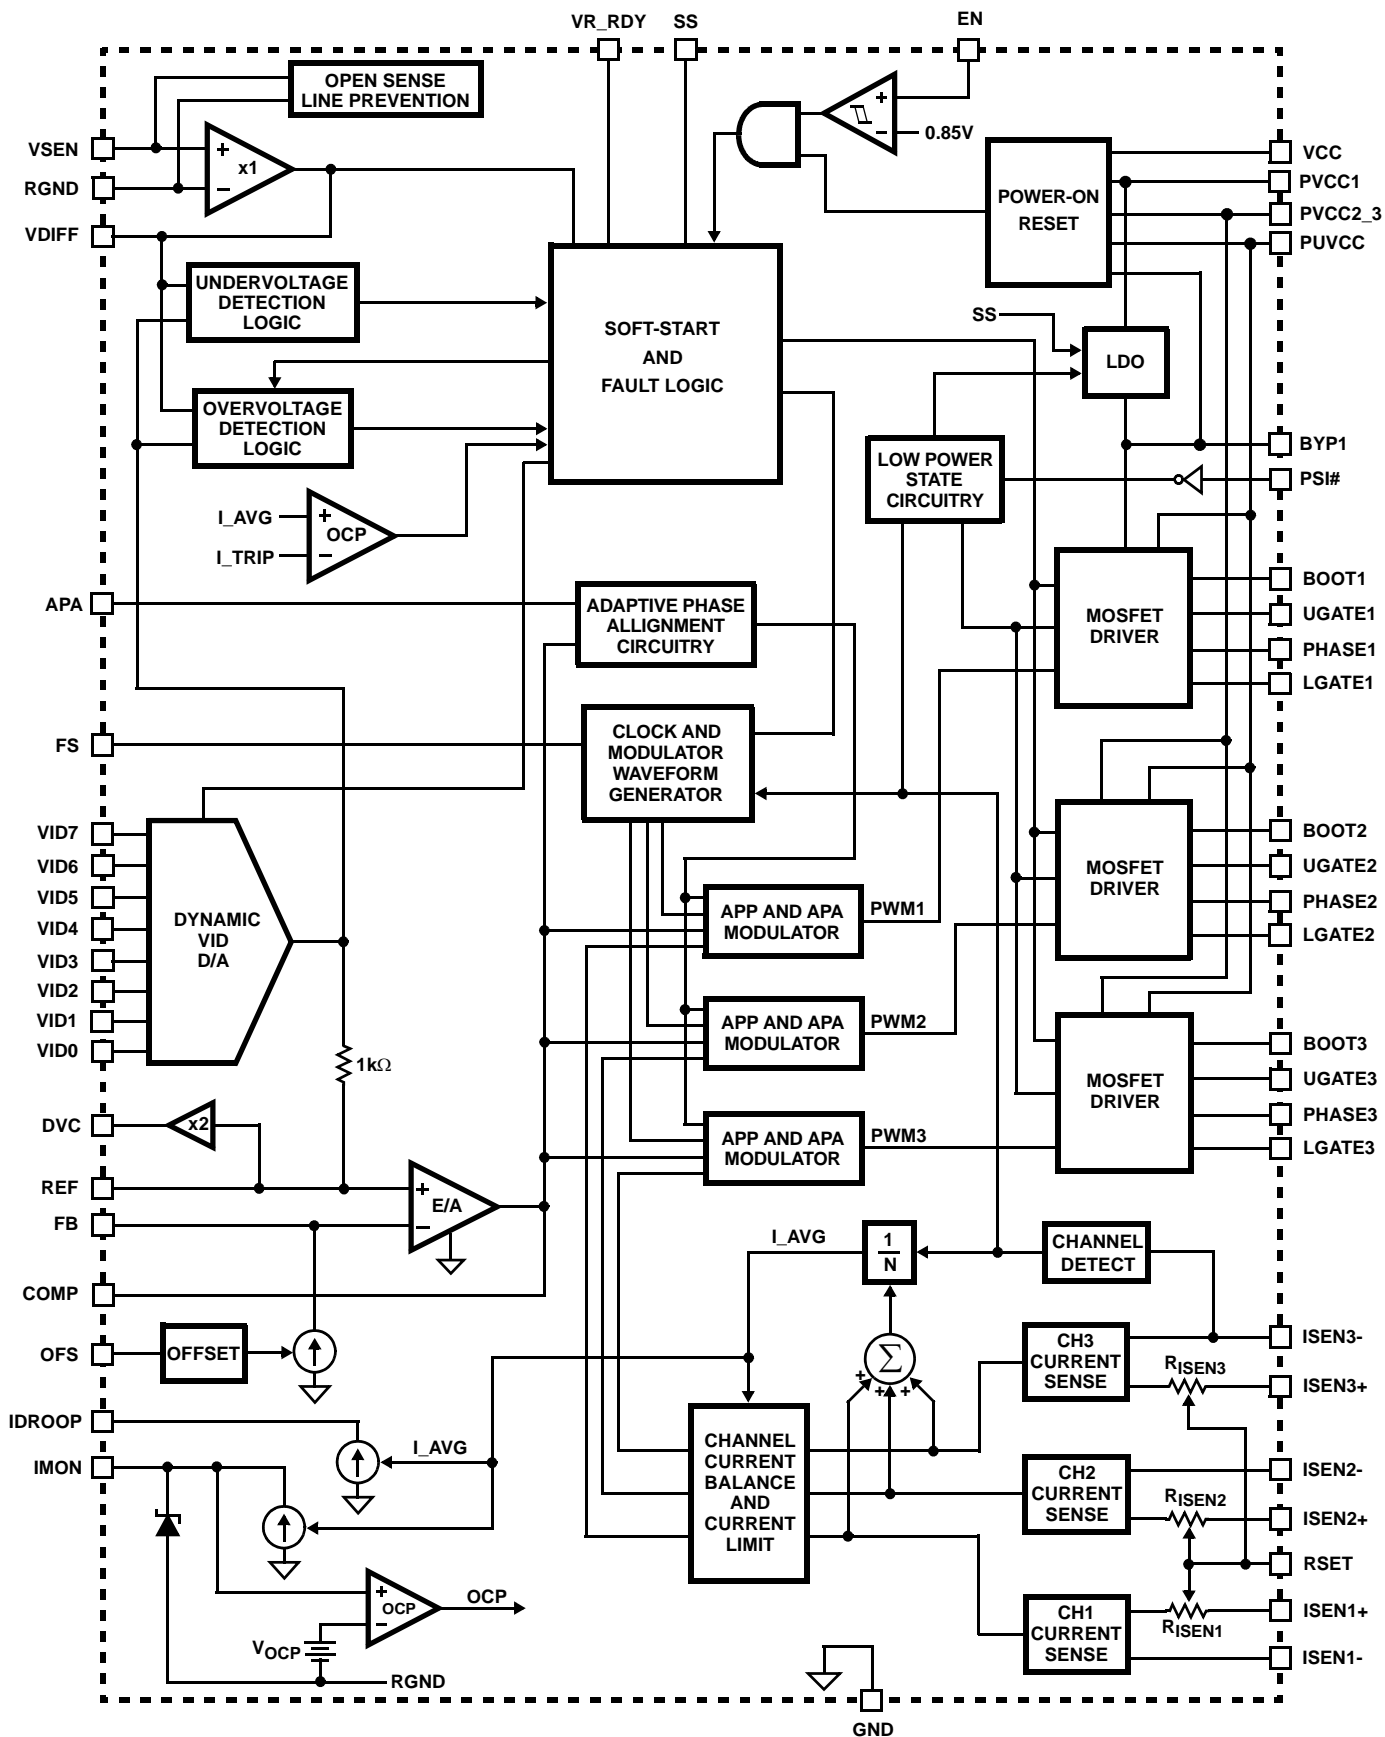 VR_RDY
SS
EN
OPEN SENSE
LINE PREVENTION
+
−
0.85V
VSEN
+
x1
−
RGND
VDIFF
POWER-ON
RESET
VCC
PVCC1
PVCC2_3
PUVCC
UNDERVOLTAGE
DETECTION
LOGIC
SOFT-START
AND
FAULT LOGIC
SS
LDO
OVERVOLTAGE
DETECTION
LOGIC
LOW POWER
STATE
CIRCUITRY
BYP1
PSI#
I_AVG
+
OCP
I_TRIP
−
APA
ADAPTIVE PHASE
ALLIGNMENT
CIRCUITRY
MOSFET
DRIVER
BOOT1
UGATE1
PHASE1
LGATE1
FS
CLOCK AND
MODULATOR
WAVEFORM
GENERATOR
VID7
VID6
VID5
VID4
VID3
VID2
VID1
VID0
DYNAMIC
VID
D/A
MOSFET
DRIVER
BOOT2
UGATE2
PHASE2
LGATE2
APP AND APA
MODULATOR
PWM1
APP AND APA
MODULATOR
PWM2
1kΩ
MOSFET
DRIVER
BOOT3
UGATE3
PHASE3
LGATE3
DVC
x2
APP AND APA
MODULATOR
PWM3
REF
+
E/A
−
FB
I_AVG
1
N
CHANNEL
DETECT
COMP
OFS
OFFSET
Σ
+
+
+
CH3
CURRENT
SENSE
RISEN3
ISEN3-
ISEN3+
IDROOP
I_AVG
IMON
CHANNEL
CURRENT
BALANCE
AND
CURRENT
LIMIT
CH2
CURRENT
SENSE
RISEN2
ISEN2-
ISEN2+
RSET
+
OCP
−
OCP
VOCP
RGND
CH1
CURRENT
SENSE
RISEN1
ISEN1+
ISEN1-
GND